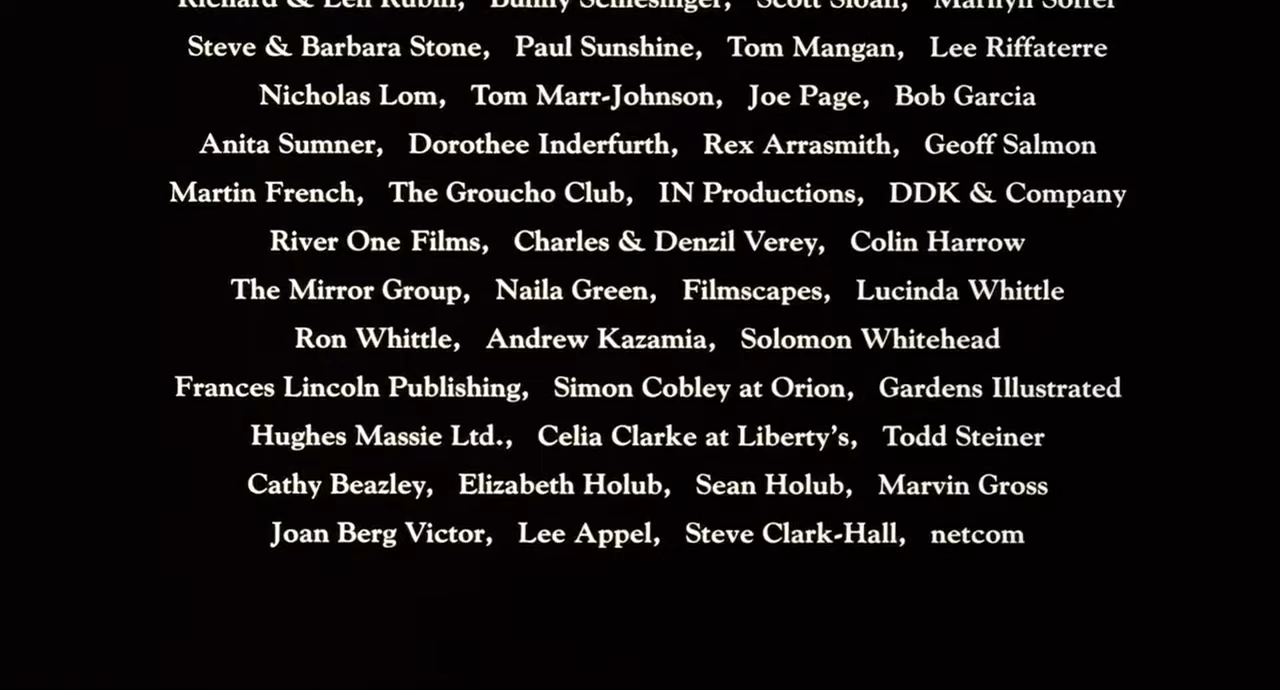 Steve & Barbara Stone, Paul Sunshine, Tom Mangan, Lee Riffaterre
Nicholas Lom, Tom Marr-Johnson, Joe Page, Bob Garcia
Anita Sumner, Dorothee Inderfurth, Rex Arrasmith, Geoff Salmon
Martin French, The Groucho Club, IN Productions, DDK & Company
River One Films, Charles & Denzil Verey, Colin Harrow
The Mirror Group, Naila Green, Filmscapes, Lucinda Whittle
Ron Whittle, Andrew Kazamia, Solomon Whitehead
Frances Lincoln Publishing, Simon Cobley at Orion, Gardens Illustrated
Hughes Massie Ltd., Celia Clarke at Liberty's, Todd Steiner
Cathy Beazley, Elizabeth Holub, Sean Holub, Marvin Gross
Joan Berg Victor, Lee Appel, Steve Clark-Hall, netcom